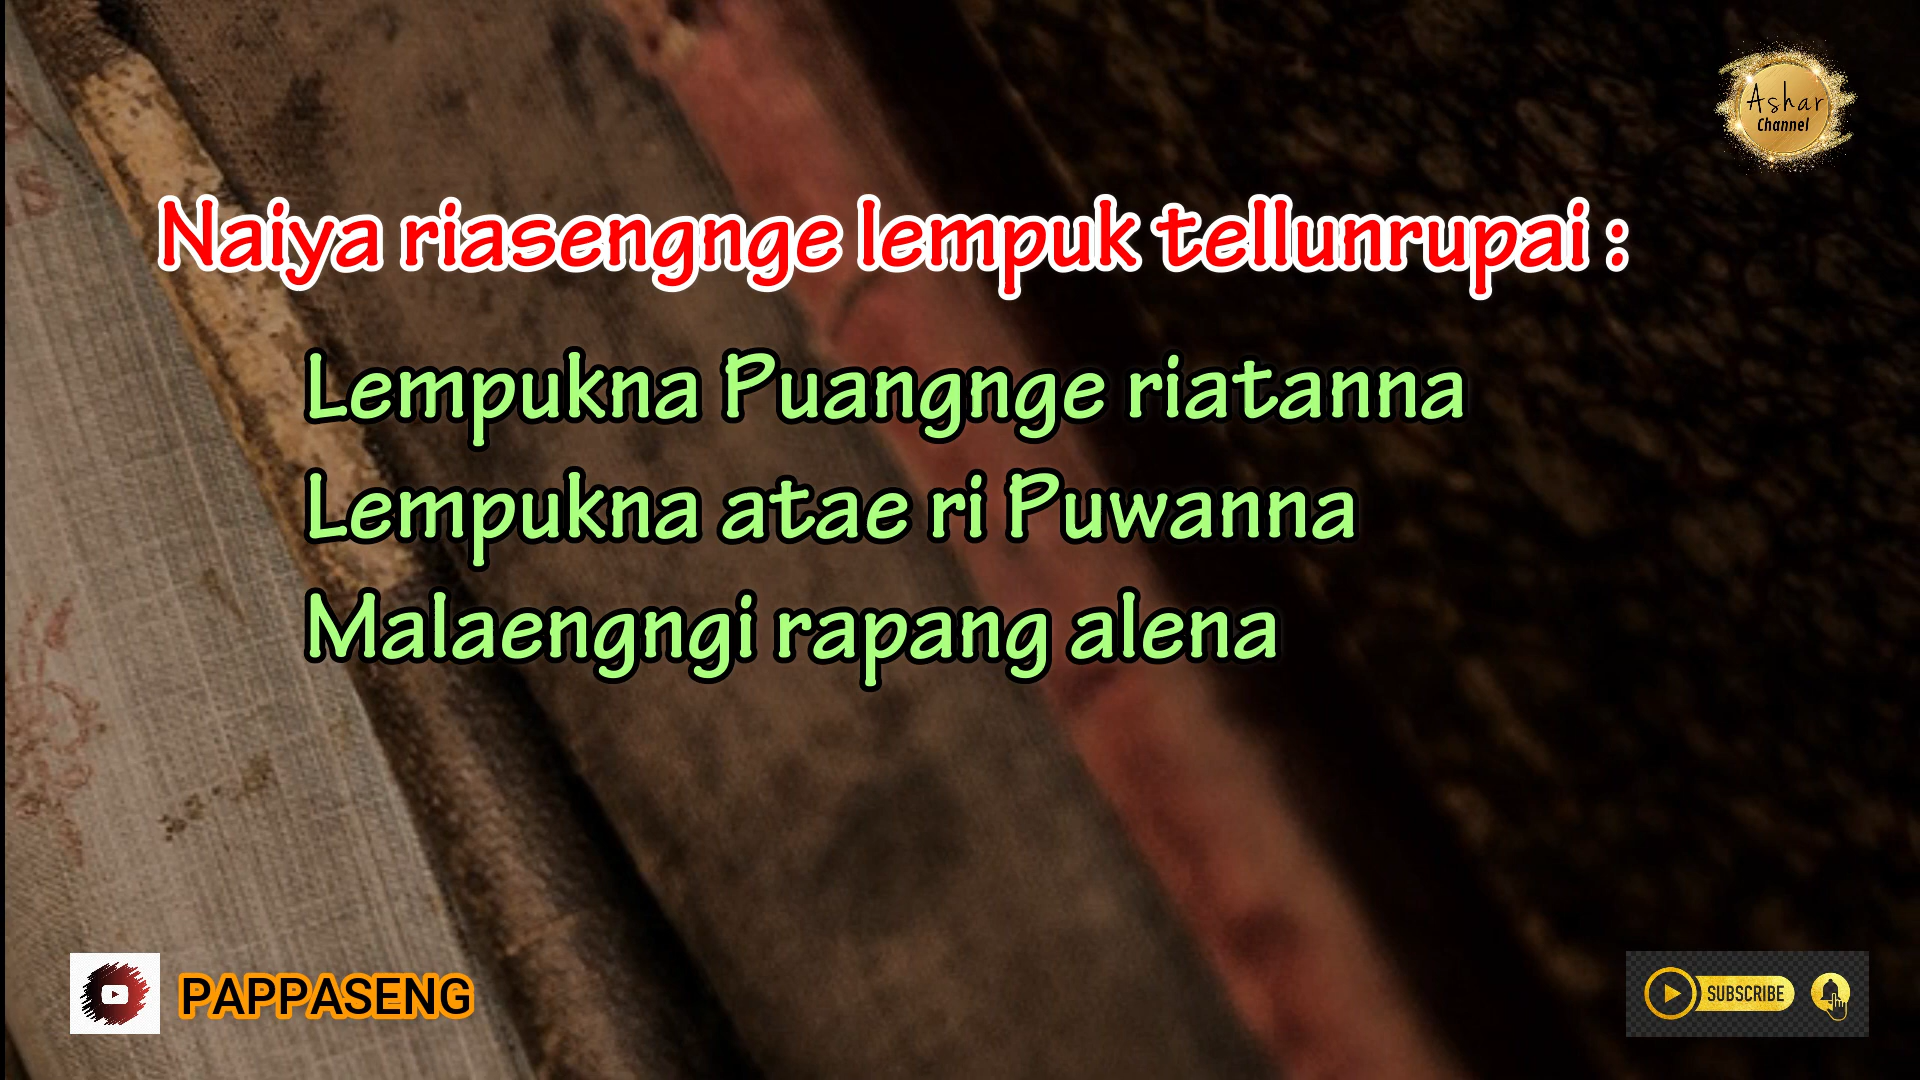 Ashar
Channel
Naiya riasengnge lempuk tellunrupai :
Lempukna Puangnge riatanna
Lempukna atae ri Puwanna
Malaengngi rapang alena
PAPPASENG
SUBSCRIBE